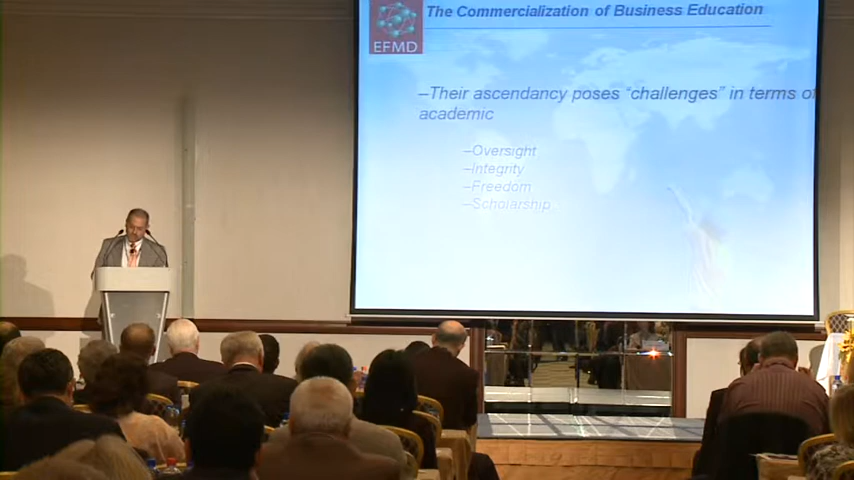 The Commercialization of Business Education
EFMD
–Their ascendancy poses “challenges” in terms of
academic
–Oversight
–Integrity
–Freedom
–Scholarship